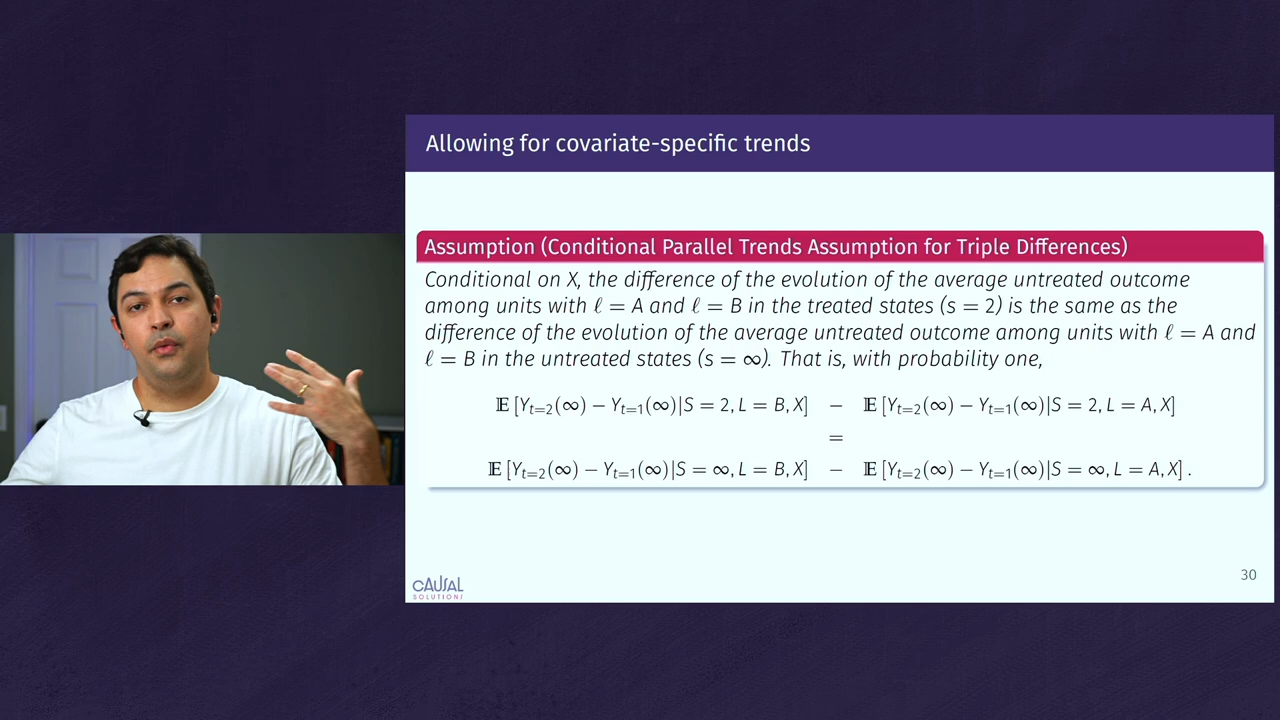 Allowing for covariate-specific trends
Assumption (Conditional Parallel Trends Assumption for Triple Differences)
Conditional on X, the difference of the evolution of the average untreated outcome
among units with ℓ = A and ℓ = B in the treated states (s = 2) is the same as the
difference of the evolution of the average untreated outcome among units with ℓ = A and
ℓ = B in the untreated states (s = ∞). That is, with probability one,
𝔼 [Y_{t=2}(∞) − Y_{t=1}(∞)|S = 2, L = B, X] − 𝔼 [Y_{t=2}(∞) − Y_{t=1}(∞)|S = 2, L = A, X]
=
𝔼 [Y_{t=2}(∞) − Y_{t=1}(∞)|S = ∞, L = B, X] − 𝔼 [Y_{t=2}(∞) − Y_{t=1}(∞)|S = ∞, L = A, X] .
30
CAUSAL
SOLUTIONS